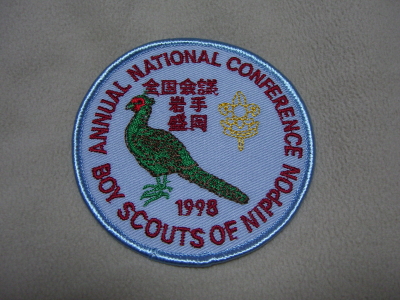 ANNUAL NATIONAL CONFERENCE
全国会議
岩手
盛岡
1998
BOY SCOUTS OF NIPPON